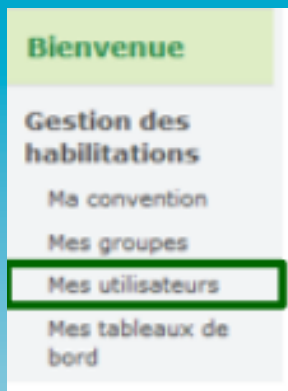 Bienvenue
Gestion des
habilitations
Ma convention
Mes groupes
Mes utilisateurs
Mes tableaux de
bord